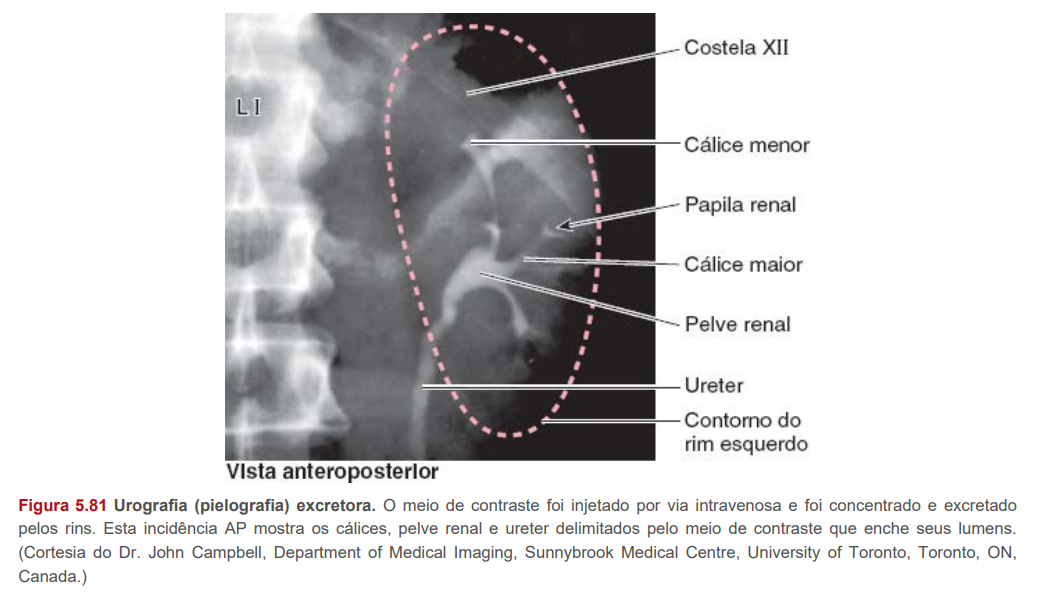 Costela XII
L I
Cálice menor
Papila renal
Cálice maior
Pelve renal
Ureter
Contorno do
rim esquerdo
Vista anteroposterior
Figura 5.81 Urografia (pielografia) excretora. O meio de contraste foi injetado por via intravenosa e foi concentrado e excretado
pelos rins. Esta incidência AP mostra os cálices, pelve renal e ureter delimitados pelo meio de contraste que enche seus lumens.
(Cortesia do Dr. John Campbell, Department of Medical Imaging, Sunnybrook Medical Centre, University of Toronto, Toronto, ON,
Canada.)